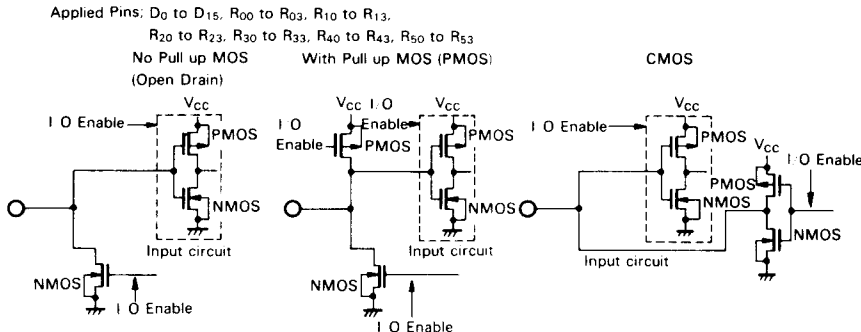 Applied Pins; D0 to D15, R00 to R03, R10 to R13,
R20 to R23, R30 to R33, R40 to R43, R50 to R53
No Pull up MOS
(Open Drain)
I O Enable
VCC
PMOS
NMOS
Input circuit
NMOS
I O Enable
With Pull up MOS (PMOS)
VCC
I/O
Enable
VCC
I O
Enable
PMOS
PMOS
NMOS
Input circuit
NMOS
I O Enable
CMOS
I O Enable
VCC
PMOS
NMOS
Input circuit
VCC
I/O Enable
PMOS
NMOS